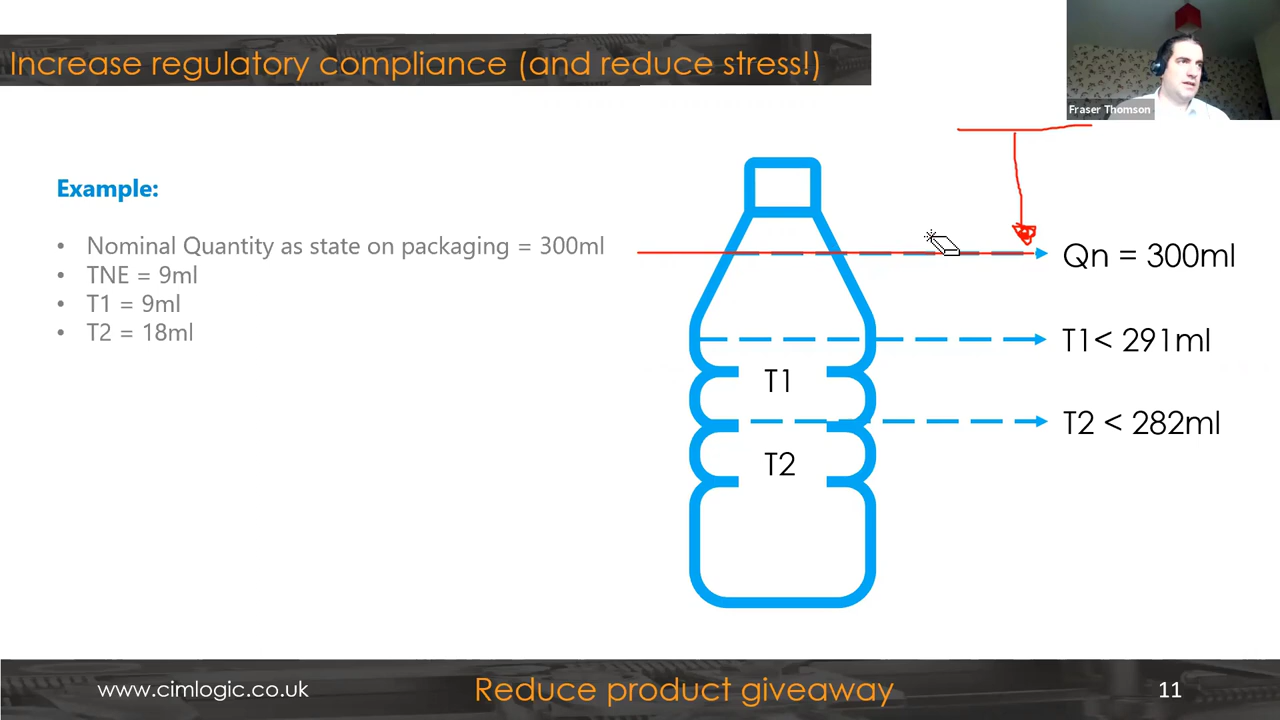 Increase regulatory compliance (and reduce stress!)
Fraser Thomson
Example:
• Nominal Quantity as state on packaging = 300ml
• TNE = 9ml
• T1 = 9ml
• T2 = 18ml
Qn = 300ml
T1< 291ml
T1
T2 < 282ml
T2
www.cimlogic.co.uk
Reduce product giveaway
11